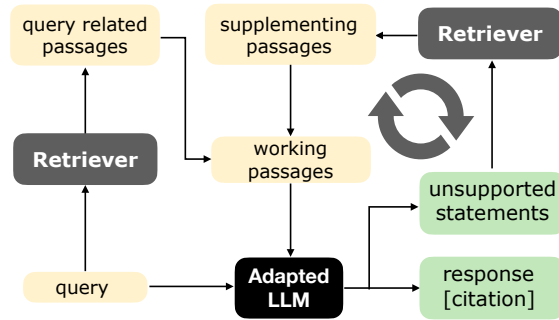 query related
passages
supplementing
passages
Retriever
Retriever
working
passages
unsupported
statements
query
Adapted
LLM
response
[citation]